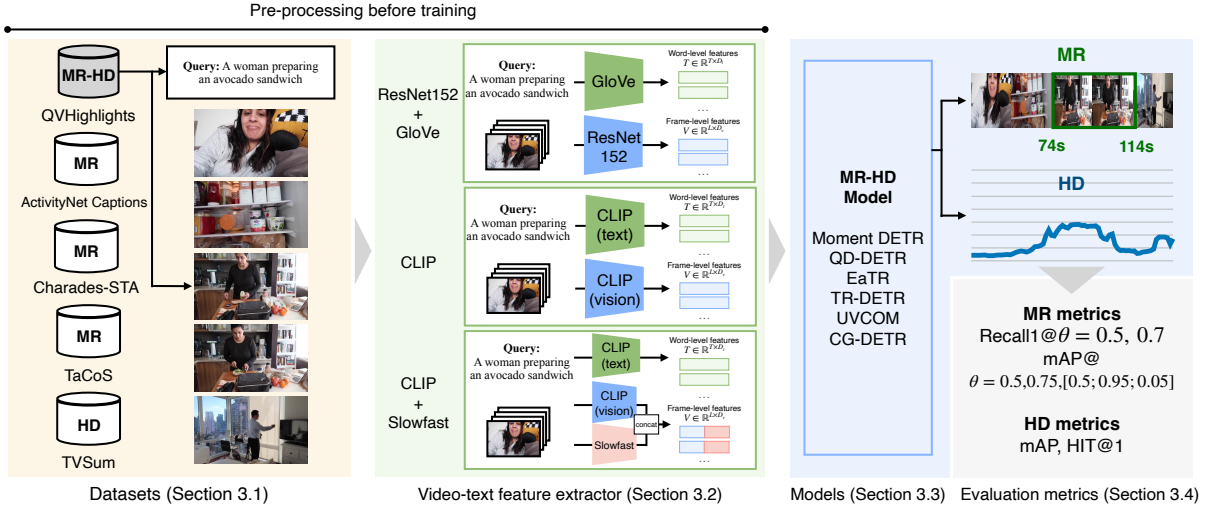 Pre-processing before training
MR-HD
QVHighlights
MR
ActivityNet Captions
MR
Charades-STA
MR
TaCoS
HD
TVSum
Query: A woman preparing
an avocado sandwich
Datasets (Section 3.1)
ResNet152
+
GloVe
Query:
A woman preparing
an avocado sandwich
GloVe
Word-level features
T ∈ ℝ^{T×D_t}
...
ResNet
152
Frame-level features
V ∈ ℝ^{L×D_v}
...
CLIP
Query:
A woman preparing
an avocado sandwich
CLIP
(text)
Word-level features
T ∈ ℝ^{T×D_t}
...
CLIP
(vision)
Frame-level features
V ∈ ℝ^{L×D_v}
...
CLIP
+
Slowfast
Query:
A woman preparing
an avocado sandwich
CLIP
(text)
Word-level features
T ∈ ℝ^{T×D_t}
...
CLIP
(vision)
Slowfast
concat
Frame-level features
V ∈ ℝ^{L×D_v}
...
Video-text feature extractor (Section 3.2)
MR-HD
Model
Moment DETR
QD-DETR
EaTR
TR-DETR
UVCOM
CG-DETR
Models (Section 3.3)
MR
74s
114s
HD
MR metrics
Recall1@θ = 0.5, 0.7
mAP@
θ = 0.5,0.75,[0.5; 0.95; 0.05]
HD metrics
mAP, HIT@1
Evaluation metrics (Section 3.4)